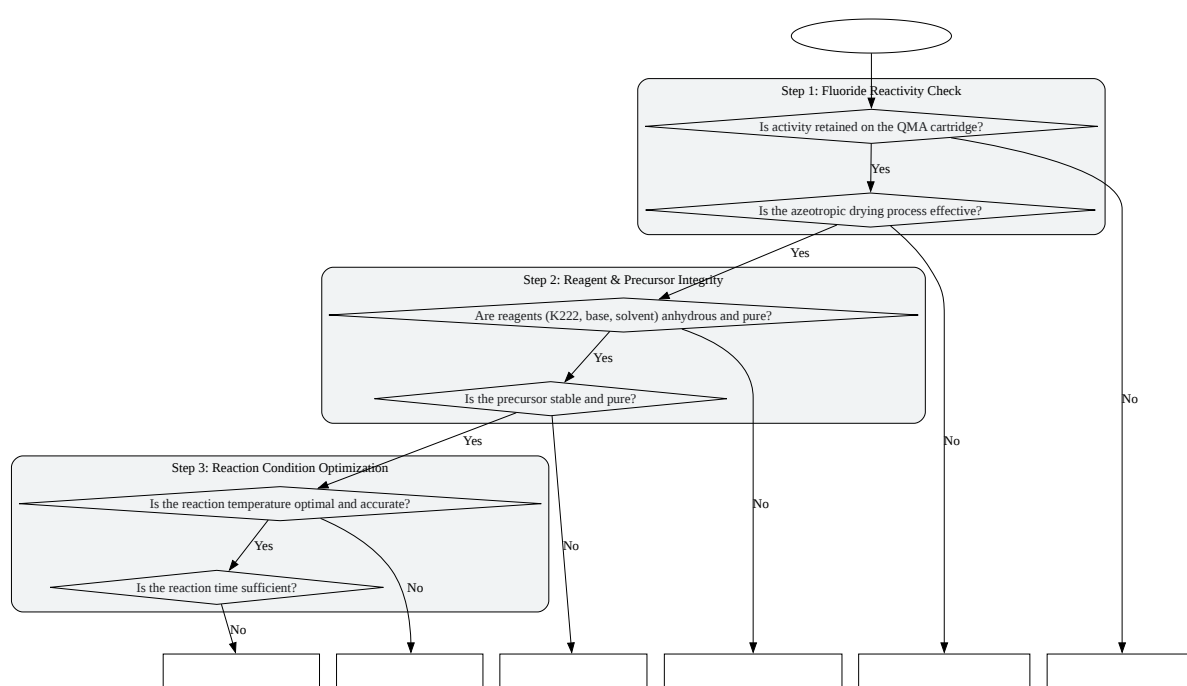 Step 1: Fluoride Reactivity Check
Is activity retained on the QMA cartridge?
Yes
Is the azeotropic drying process effective?
Yes
Step 2: Reagent & Precursor Integrity
Are reagents (K222, base, solvent) anhydrous and pure?
Yes
Is the precursor stable and pure?
No
Yes
No
Step 3: Reaction Condition Optimization
Is the reaction temperature optimal and accurate?
No
Yes
No
Is the reaction time sufficient?
No
No